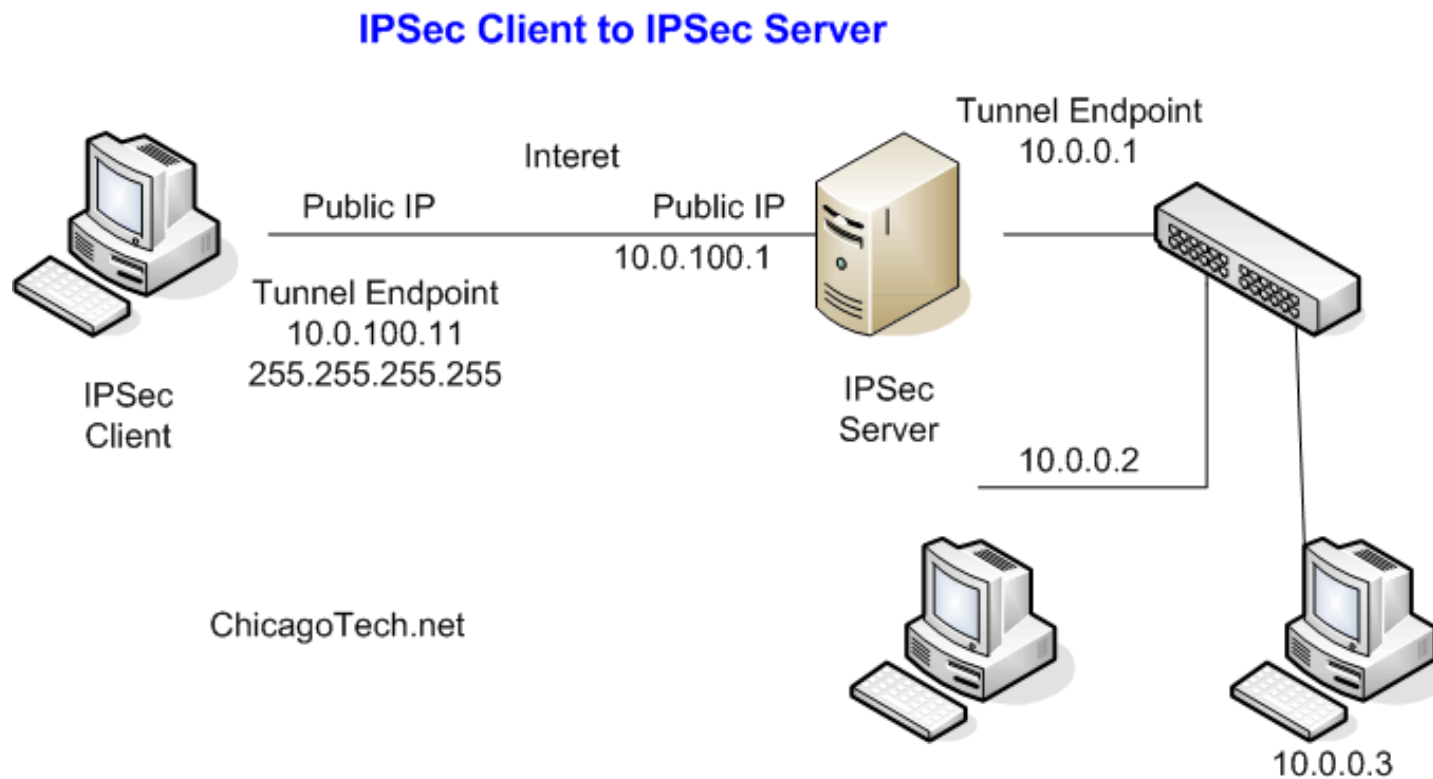 IPSec Client to IPSec Server
Tunnel Endpoint
10.0.0.1
Interet
Public IP
Public IP
10.0.100.1
Tunnel Endpoint
10.0.100.11
255.255.255.255
IPSec
Client
IPSec
Server
10.0.0.2
ChicagoTech.net
10.0.0.3